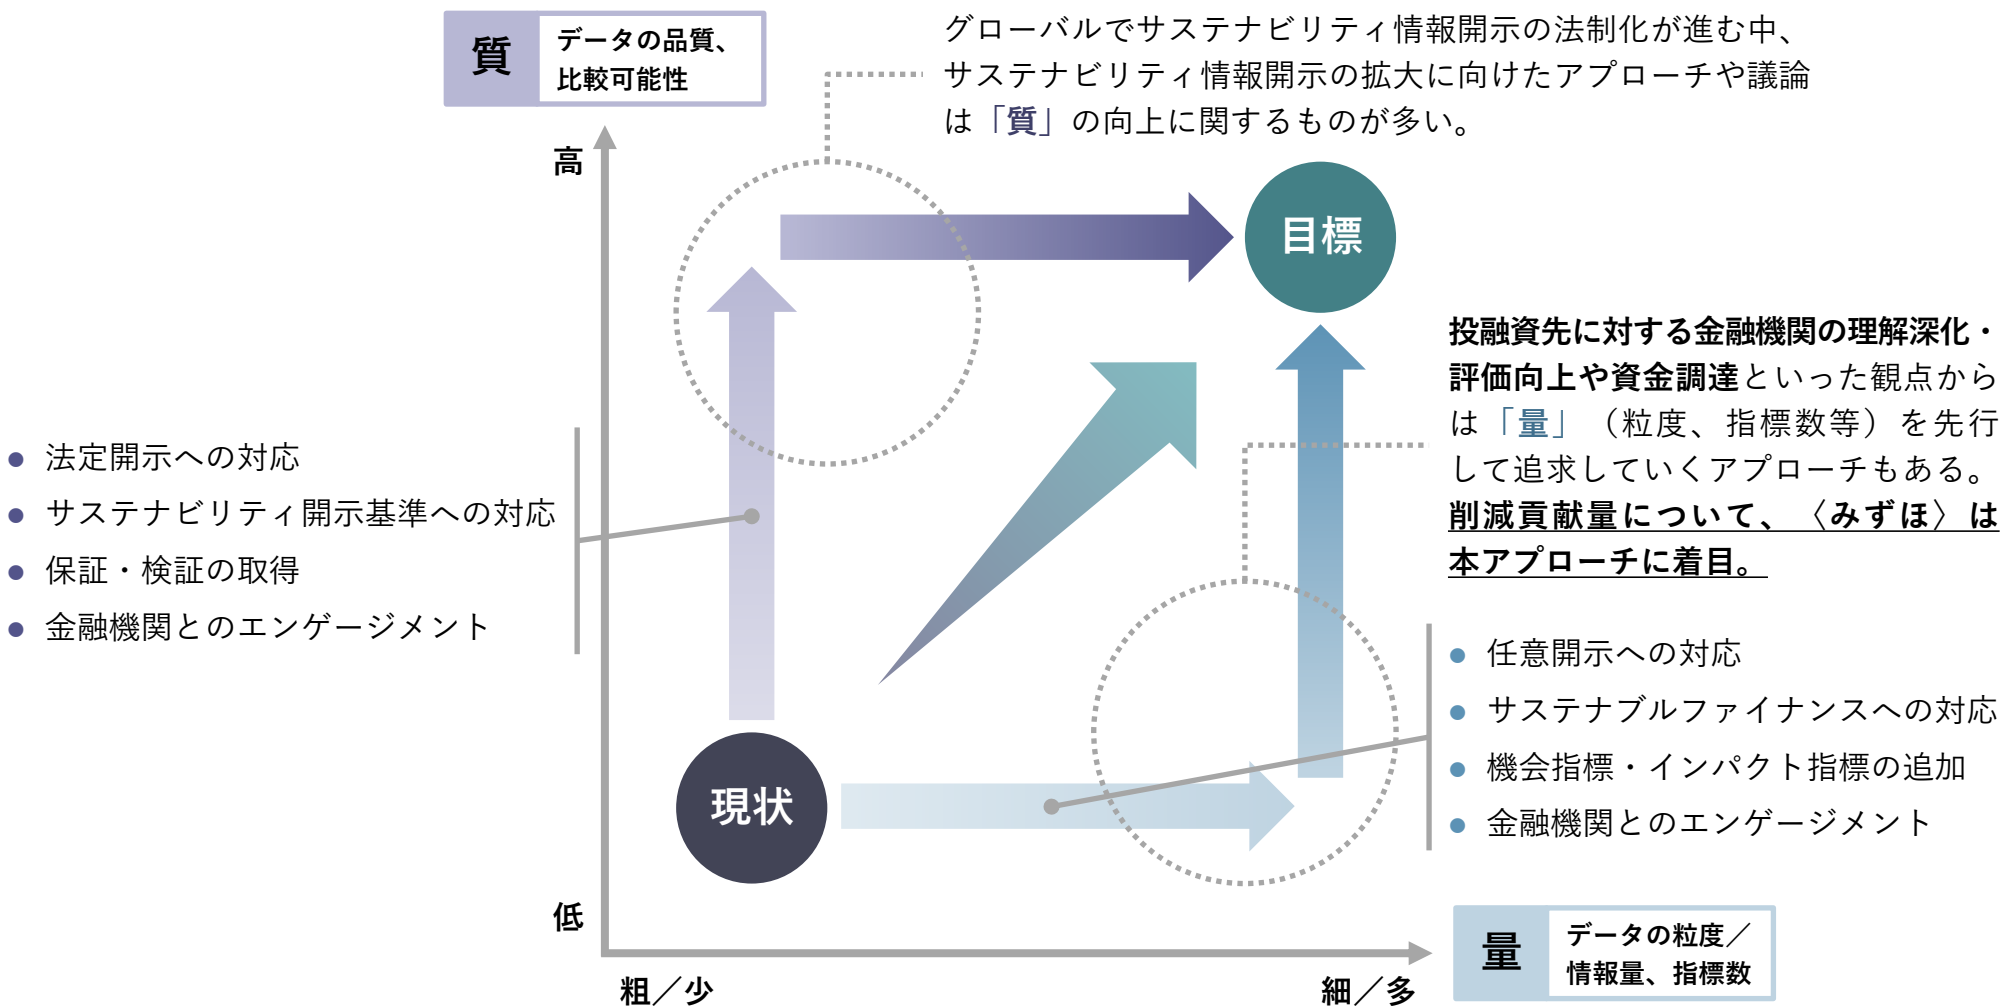 質
データの品質、
比較可能性
グローバルでサステナビリティ情報開示の法制化が進む中、
サステナビリティ情報開示の拡大に向けたアプローチや議論
は「質」の向上に関するものが多い。
高
目標
投融資先に対する金融機関の理解深化・
評価向上や資金調達といった観点から
は「量」（粒度、指標数等）を先行
して追求していくアプローチもある。
削減貢献量について、〈みずほ〉は
本アプローチに着目。
● 法定開示への対応
● サステナビリティ開示基準への対応
● 保証・検証の取得
● 金融機関とのエンゲージメント
● 任意開示への対応
● サステナブルファイナンスへの対応
● 機会指標・インパクト指標の追加
● 金融機関とのエンゲージメント
現状
低
粗／少
細／多
量
データの粒度／
情報量、指標数